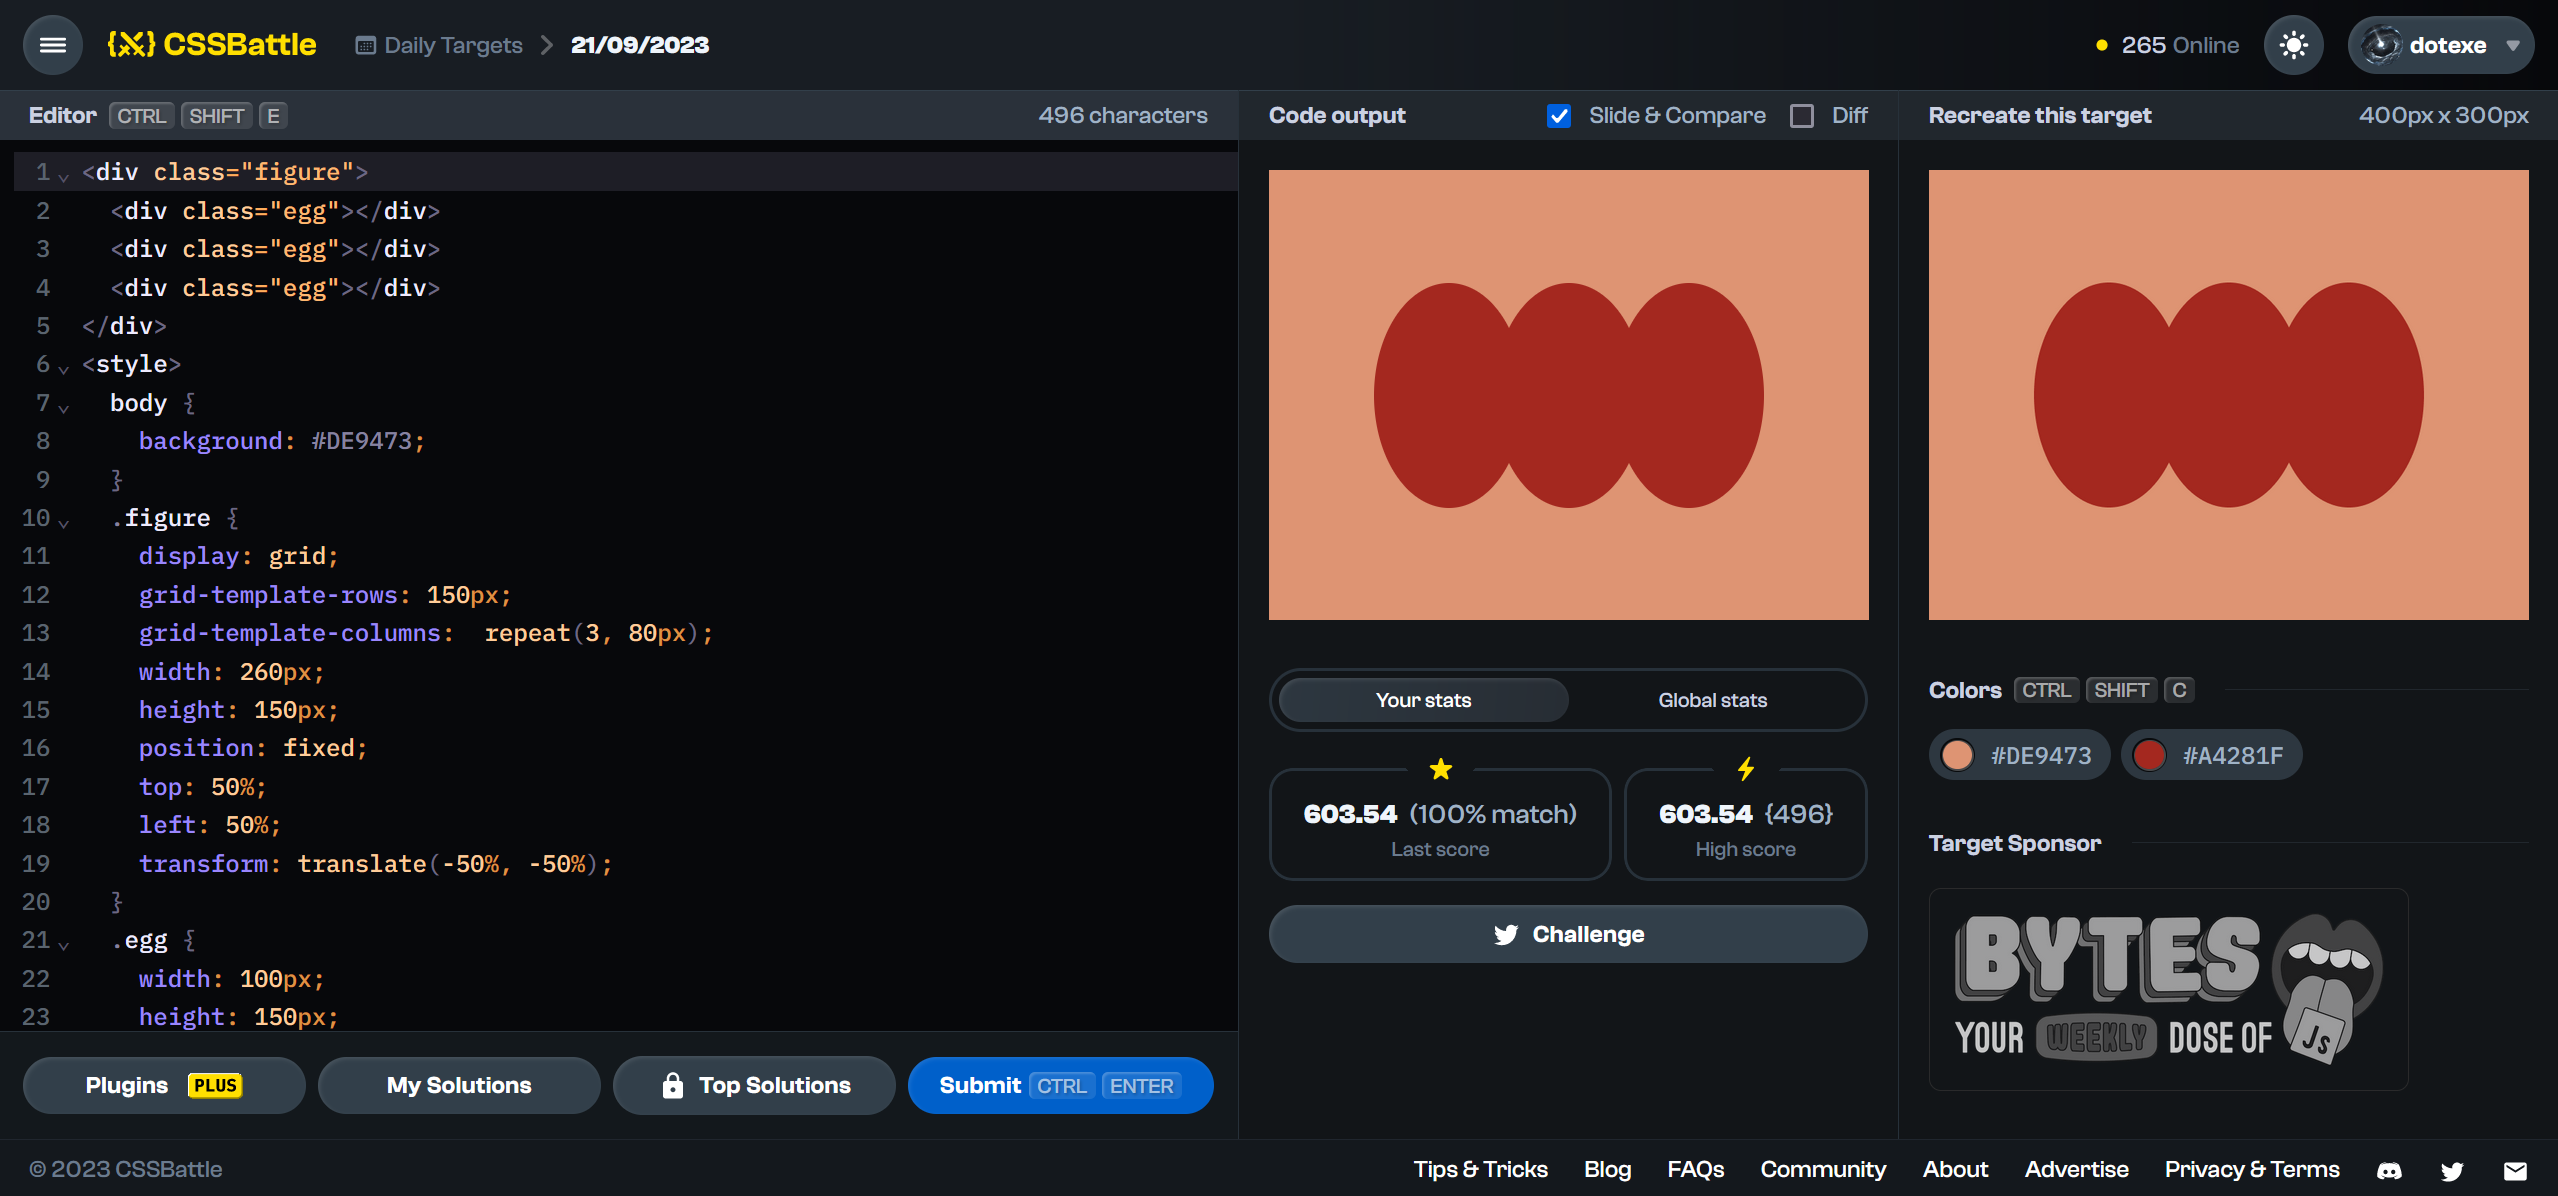 {X} CSSBattle
Daily Targets > 21/09/2023
265 Online
dotexe
Editor CTRL SHIFT E
496 characters
1 <div class="figure">
2 <div class="egg"></div>
3 <div class="egg"></div>
4 <div class="egg"></div>
5 </div>
6 <style>
7 body {
8 background: #DE9473;
9 }
10 .figure {
11 display: grid;
12 grid-template-rows: 150px;
13 grid-template-columns:  repeat(3, 80px);
14 width: 260px;
15 height: 150px;
16 position: fixed;
17 top: 50%;
18 left: 50%;
19 transform: translate(-50%, -50%);
20 }
21 .egg {
22 width: 100px;
23 height: 150px;
Plugins PLUS
My Solutions
Top Solutions
Submit CTRL ENTER
Code output
Slide & Compare
Diff
Your stats
Global stats
603.54 (100% match)
Last score
603.54 {496}
High score
Challenge
Recreate this target
400px x 300px
Colors CTRL SHIFT C
#DE9473
#A4281F
Target Sponsor
BYTES
YOUR WEEKLY DOSE OF JS
© 2023 CSSBattle
Tips & Tricks
Blog
FAQs
Community
About
Advertise
Privacy & Terms